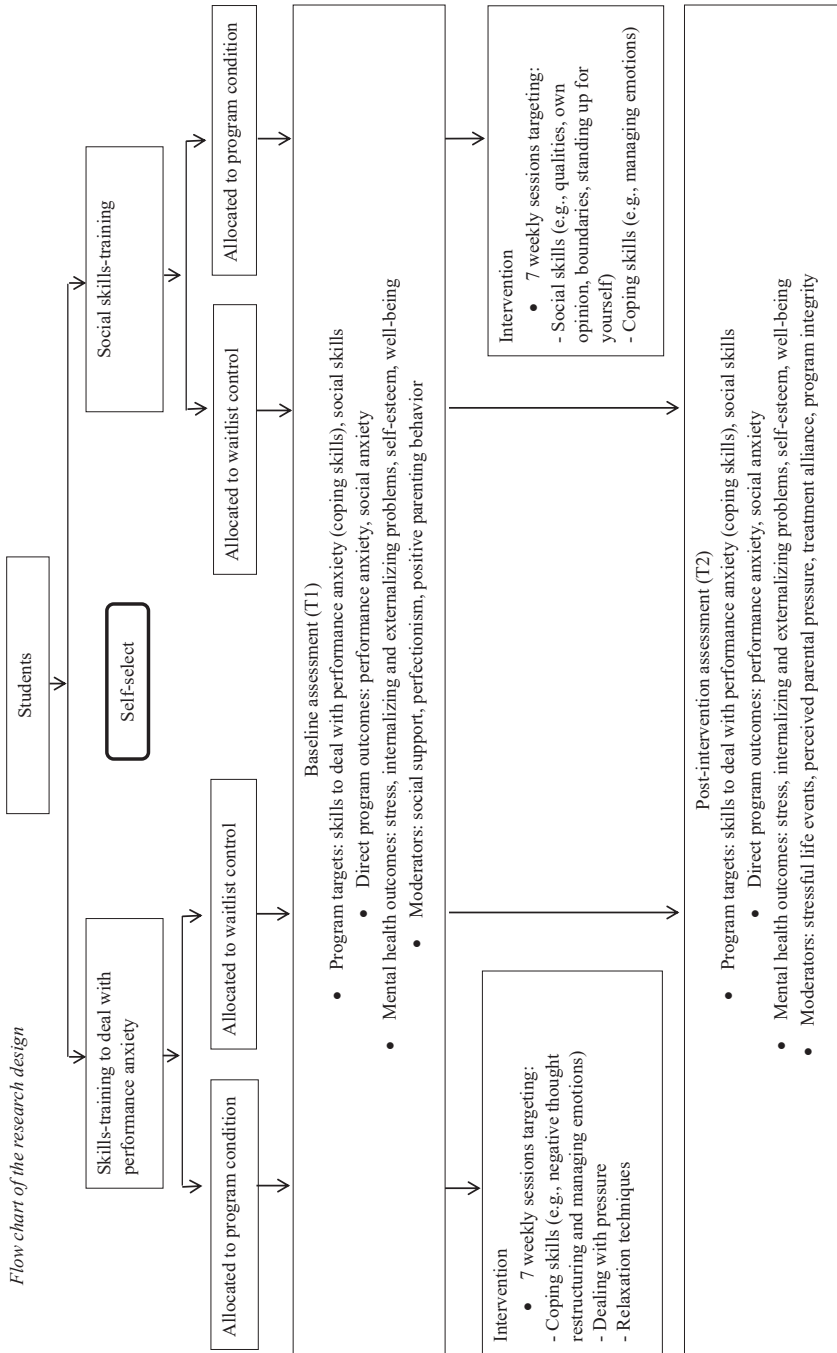 Flow chart of the research design
Students
Self-select
Skills-training to deal with
performance anxiety
Social skills-training
Allocated to program condition
Allocated to waitlist control
Allocated to waitlist control
Allocated to program condition
Baseline assessment (T1)
• Program targets: skills to deal with performance anxiety (coping skills), social skills
• Direct program outcomes: performance anxiety, social anxiety
• Mental health outcomes: stress, internalizing and externalizing problems, self-esteem, well-being
• Moderators: social support, perfectionism, positive parenting behavior
Intervention
• 7 weekly sessions targeting:
- Coping skills (e.g., negative thought
restructuring and managing emotions)
- Dealing with pressure
- Relaxation techniques
Intervention
• 7 weekly sessions targeting:
- Social skills (e.g., qualities, own
opinion, boundaries, standing up for
yourself)
- Coping skills (e.g., managing emotions)
Post-intervention assessment (T2)
• Program targets: skills to deal with performance anxiety (coping skills), social skills
• Direct program outcomes: performance anxiety, social anxiety
• Mental health outcomes: stress, internalizing and externalizing problems, self-esteem, well-being
• Moderators: stressful life events, perceived parental pressure, treatment alliance, program integrity